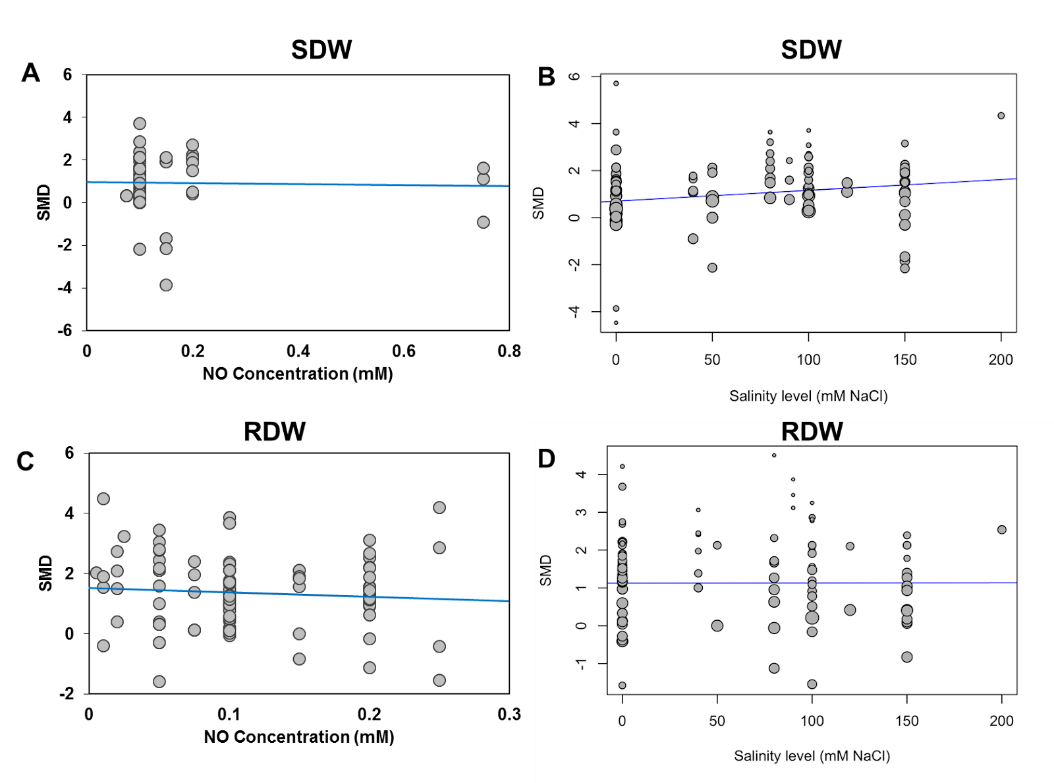 SDW
A
6
4
2
0
-2
-4
-6
SMD
0 0.2 0.4 0.6 0.8
NO Concentration (mM)
SDW
B
6
4
2
0
-2
-4
SMD
0 50 100 150 200
Salinity level (mM NaCl)
RDW
C
6
4
2
0
-2
SMD
0 0.1 0.2 0.3
NO Concentration (mM)
RDW
D
4
3
2
1
0
-1
SMD
0 50 100 150 200
Salinity level (mM NaCl)